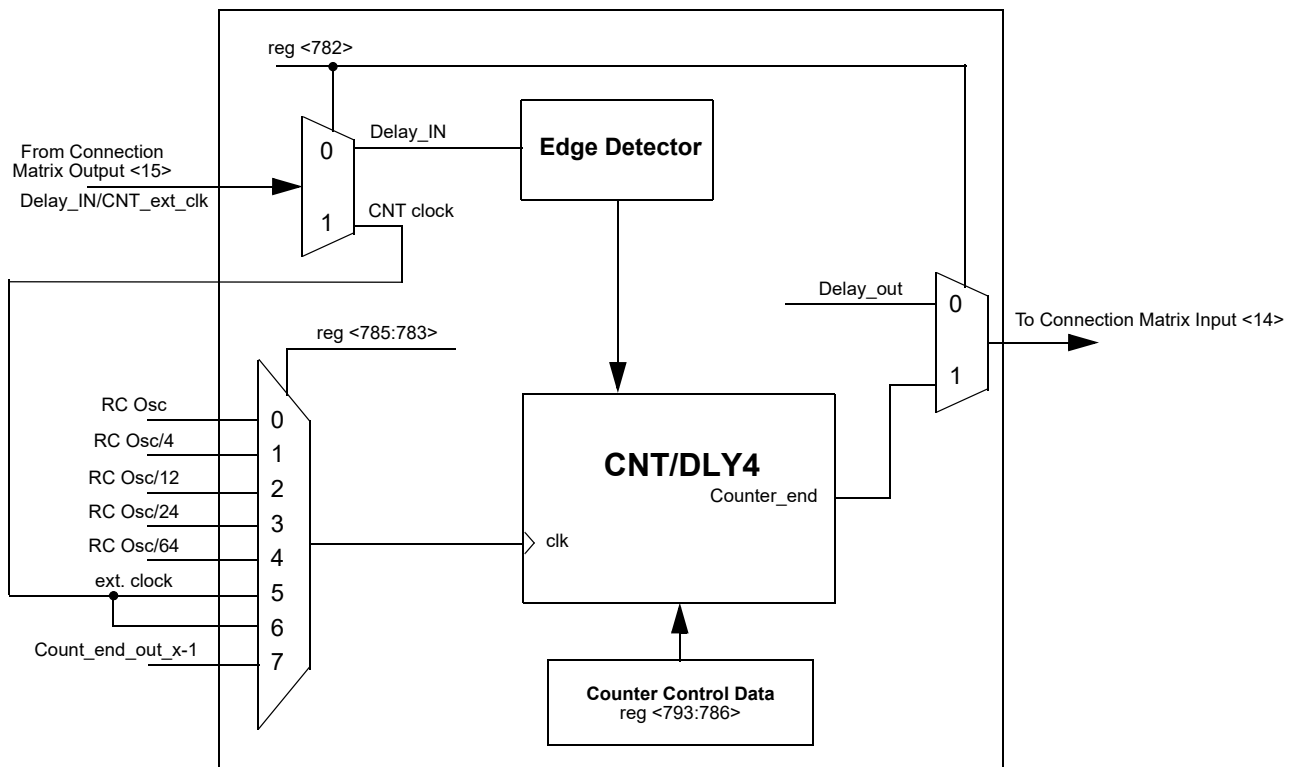 reg <782>
From Connection
Matrix Output <15>
Delay_IN/CNT_ext_clk
0
1
Delay_IN
CNT clock
Edge Detector
Delay_out
0
1
To Connection Matrix Input <14>
reg <785:783>
RC Osc
RC Osc/4
RC Osc/12
RC Osc/24
RC Osc/64
ext. clock
Count_end_out_x-1
0
1
2
3
4
5
6
7
CNT/DLY4
Counter_end
clk
Counter Control Data
reg <793:786>